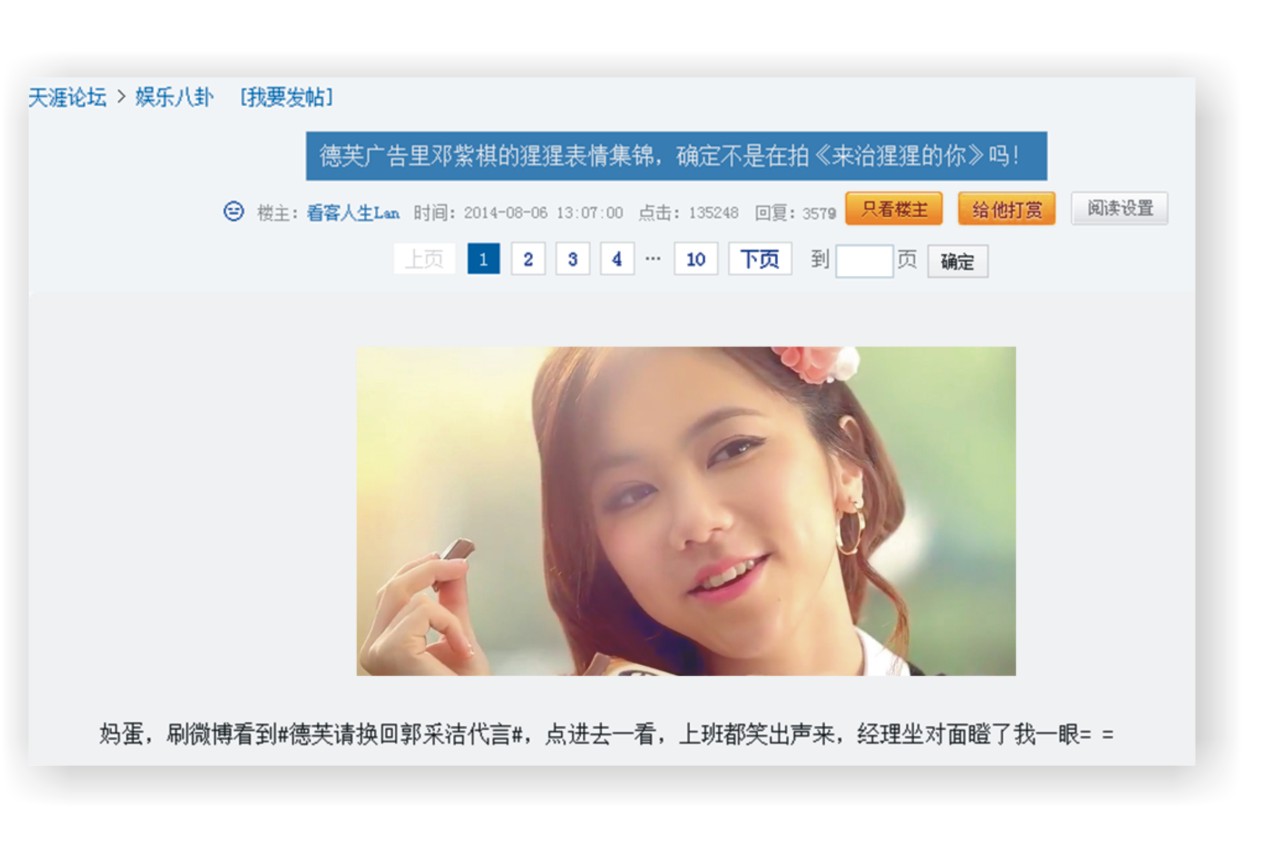 天涯论坛 > 娱乐八卦 [我要发帖]
德芙广告里邓紫棋的猩猩表情集锦，确定不是在拍《来治猩猩的你》吗！
楼主：看客人生Lan 时间：2014-08-06 13:07:00 点击：135248 回复：3579 只看楼主 给他打赏 阅读设置
上页 1 2 3 4 … 10 下页 到 页 确定
妈蛋，刷微博看到#德芙请换回郭采洁代言#，点进去一看，上班都笑出声来，经理坐对面瞪了我一眼= =